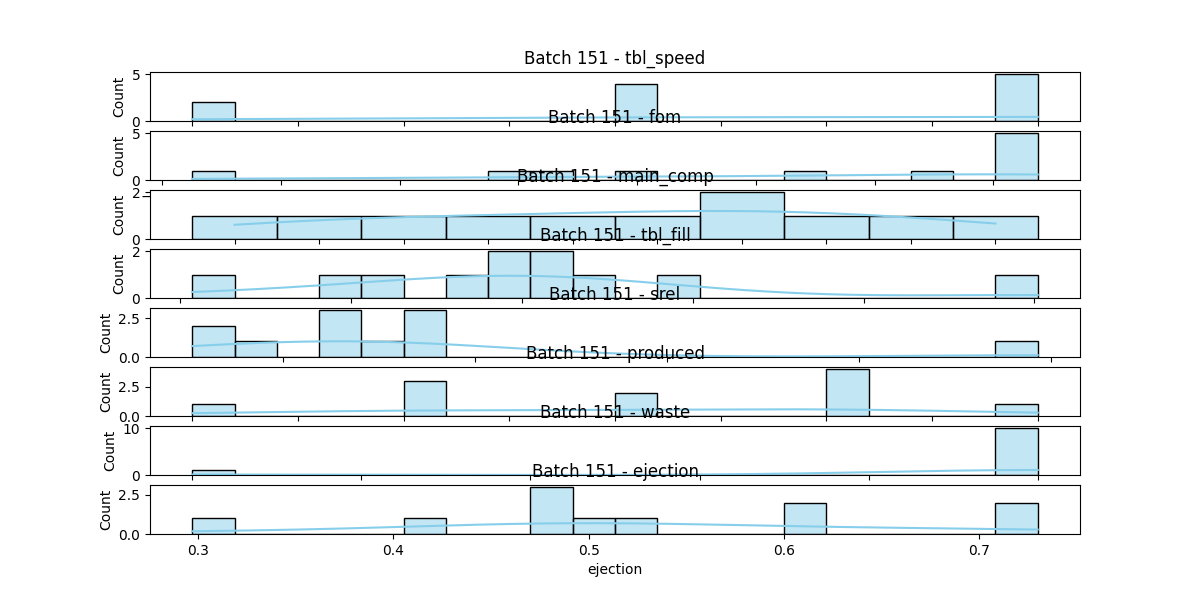 Batch 151 - tbl_speed
5
0
Count
Batch 151 - fom
5
0
Count
Batch 151 - main_comp
2
0
Count
Batch 151 - tbl_fill
2
0
Count
Batch 151 - srel
2.5
0.0
Count
Batch 151 - produced
2.5
0.0
Count
Batch 151 - waste
10
0
Count
Batch 151 - ejection
2.5
0.0
Count
0.3 0.4 0.5 0.6 0.7
ejection